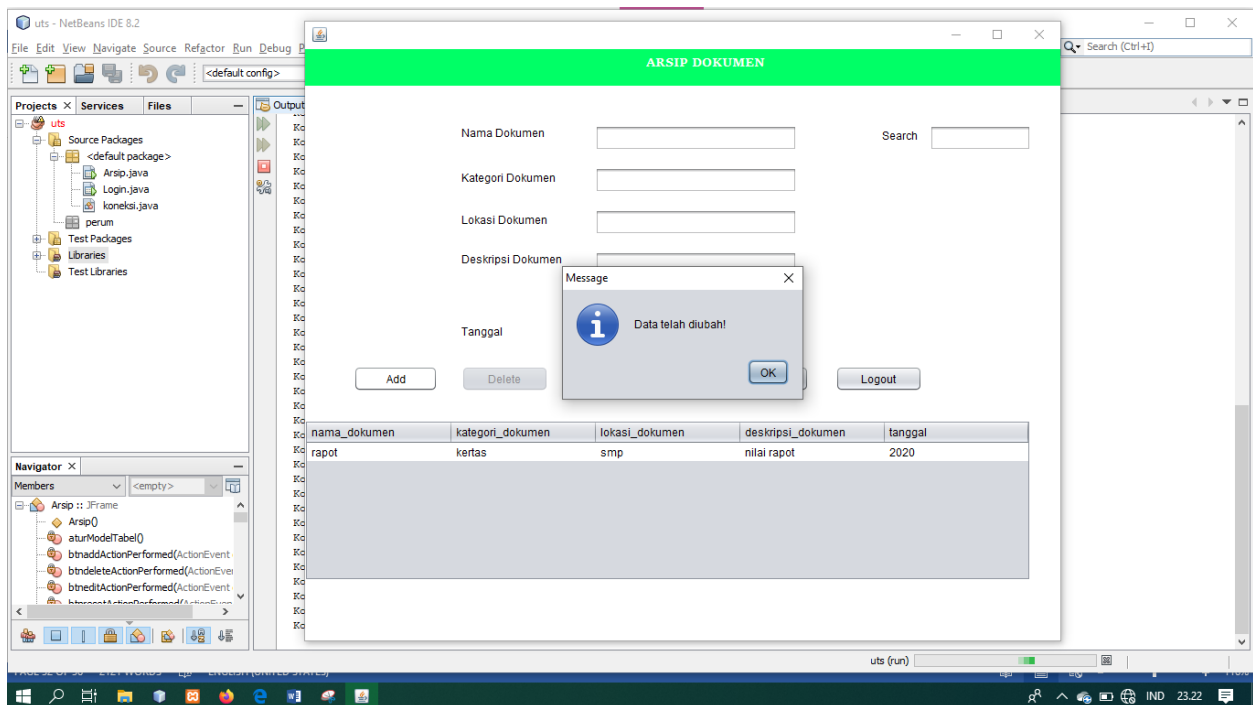 uts - NetBeans IDE 8.2
File Edit View Navigate Source Refactor Run Debug P
Search (Ctrl+I)
<default config>
ARSIP DOKUMEN
Projects Services Files
Output
uts
Source Packages
<default package>
Arsip.java
Login.java
koneksi.java
perum
Test Packages
Libraries
Test Libraries
Nama Dokumen
Search
Kategori Dokumen
Lokasi Dokumen
Deskripsi Dokumen
Message
Data telah diubah!
OK
Tanggal
Add Delete Logout
nama_dokumen kategori_dokumen lokasi_dokumen deskripsi_dokumen tanggal
rapot kertas smp nilai rapot 2020
Navigator
Members <empty>
Arsip :: JFrame
Arsip()
aturModelTabel()
btnaddActionPerformed(ActionEvent
btndeleteActionPerformed(ActionEve
btneditActionPerformed(ActionEvent
uts (run)
IND 23.22